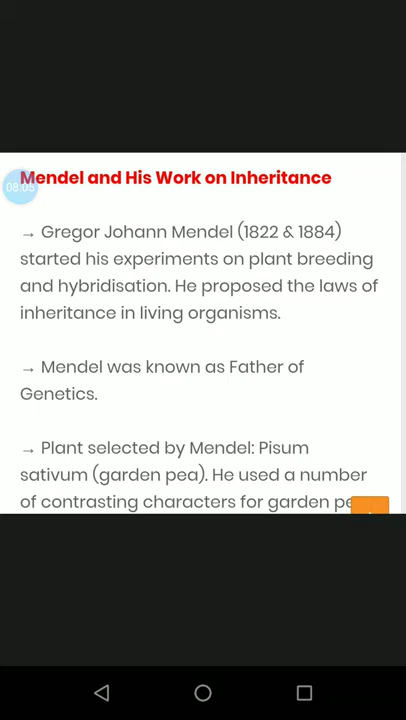 Mendel and His Work on Inheritance
08:05
→ Gregor Johann Mendel (1822 & 1884)
started his experiments on plant breeding
and hybridisation. He proposed the laws of
inheritance in living organisms.
→ Mendel was known as Father of
Genetics.
→ Plant selected by Mendel: Pisum
sativum (garden pea). He used a number
of contrasting characters for garden